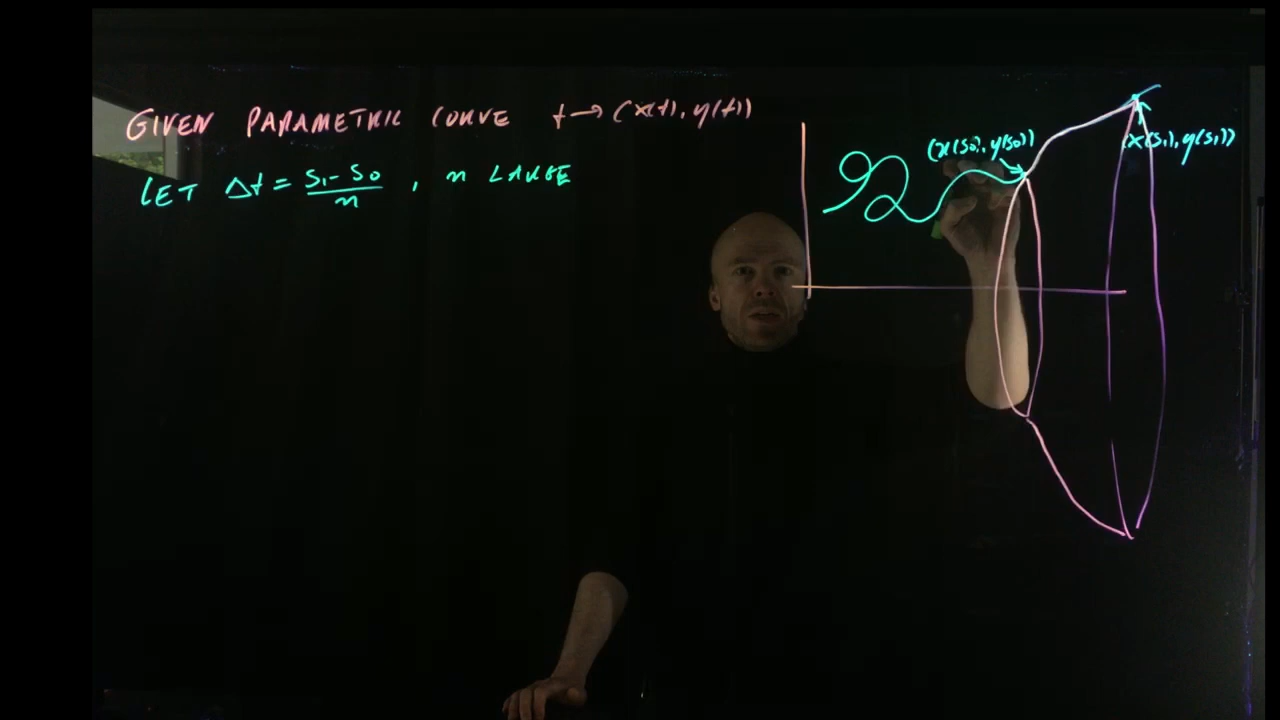 GIVEN PARAMETRIC CURVE t → (x(t), y(t))
LET Δt = (s₁ - s₀)/n , n LARGE
(x(s₀), y(s₀))
(x(s₁), y(s₁))